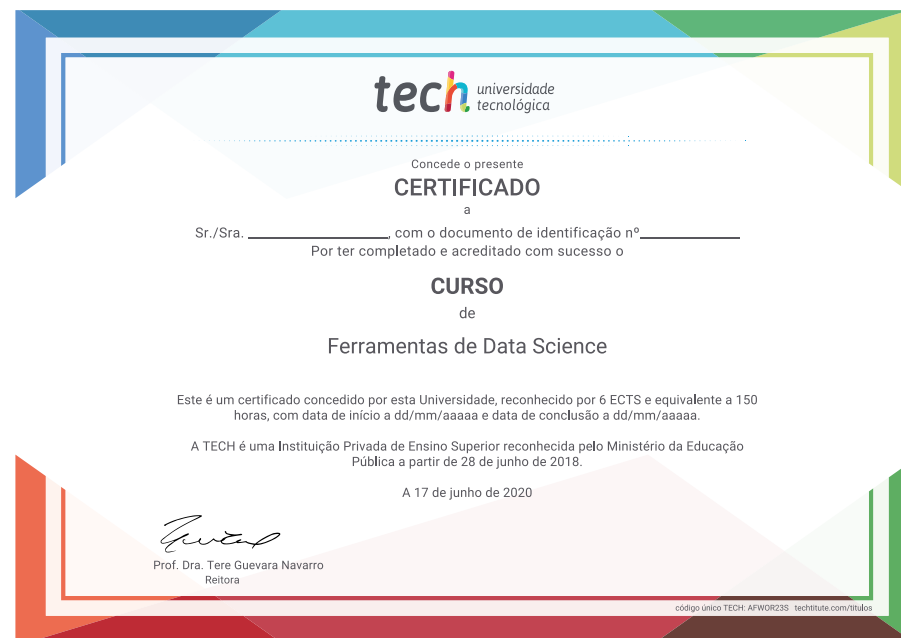 tech universidade
tecnológica
Concede o presente
CERTIFICADO
a
Sr./Sra. ____________________, com o documento de identificação nº______________
Por ter completado e acreditado com sucesso o
CURSO
de
Ferramentas de Data Science
Este é um certificado concedido por esta Universidade, reconhecido por 6 ECTS e equivalente a 150
horas, com data de início a dd/mm/aaaaa e data de conclusão a dd/mm/aaaaa.
A TECH é uma Instituição Privada de Ensino Superior reconhecida pelo Ministério da Educação
Pública a partir de 28 de junho de 2018.
A 17 de junho de 2020
Prof. Dra. Tere Guevara Navarro
Reitora
código único TECH: AFWOR23S techtitute.com/titulos